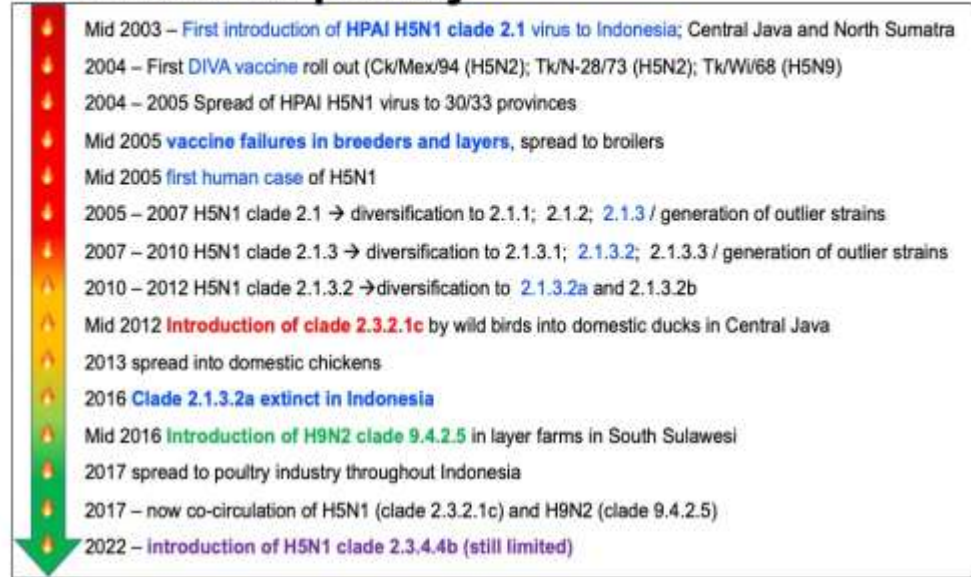 Mid 2003 – First introduction of HPAI H5N1 clade 2.1 virus to Indonesia; Central Java and North Sumatra
2004 – First DIVA vaccine roll out (Ck/Mex/94 (H5N2); Tk/N-28/73 (H5N2); Tk/Wi/68 (H5N9)
2004 – 2005 Spread of HPAI H5N1 virus to 30/33 provinces
Mid 2005 vaccine failures in breeders and layers, spread to broilers
Mid 2005 first human case of H5N1
2005 – 2007 H5N1 clade 2.1 → diversification to 2.1.1; 2.1.2; 2.1.3 / generation of outlier strains
2007 – 2010 H5N1 clade 2.1.3 → diversification to 2.1.3.1; 2.1.3.2; 2.1.3.3 / generation of outlier strains
2010 – 2012 H5N1 clade 2.1.3.2 →diversification to 2.1.3.2a and 2.1.3.2b
Mid 2012 Introduction of clade 2.3.2.1c by wild birds into domestic ducks in Central Java
2013 spread into domestic chickens
2016 Clade 2.1.3.2a extinct in Indonesia
Mid 2016 Introduction of H9N2 clade 9.4.2.5 in layer farms in South Sulawesi
2017 spread to poultry industry throughout Indonesia
2017 – now co-circulation of H5N1 (clade 2.3.2.1c) and H9N2 (clade 9.4.2.5)
2022 – introduction of H5N1 clade 2.3.4.4b (still limited)